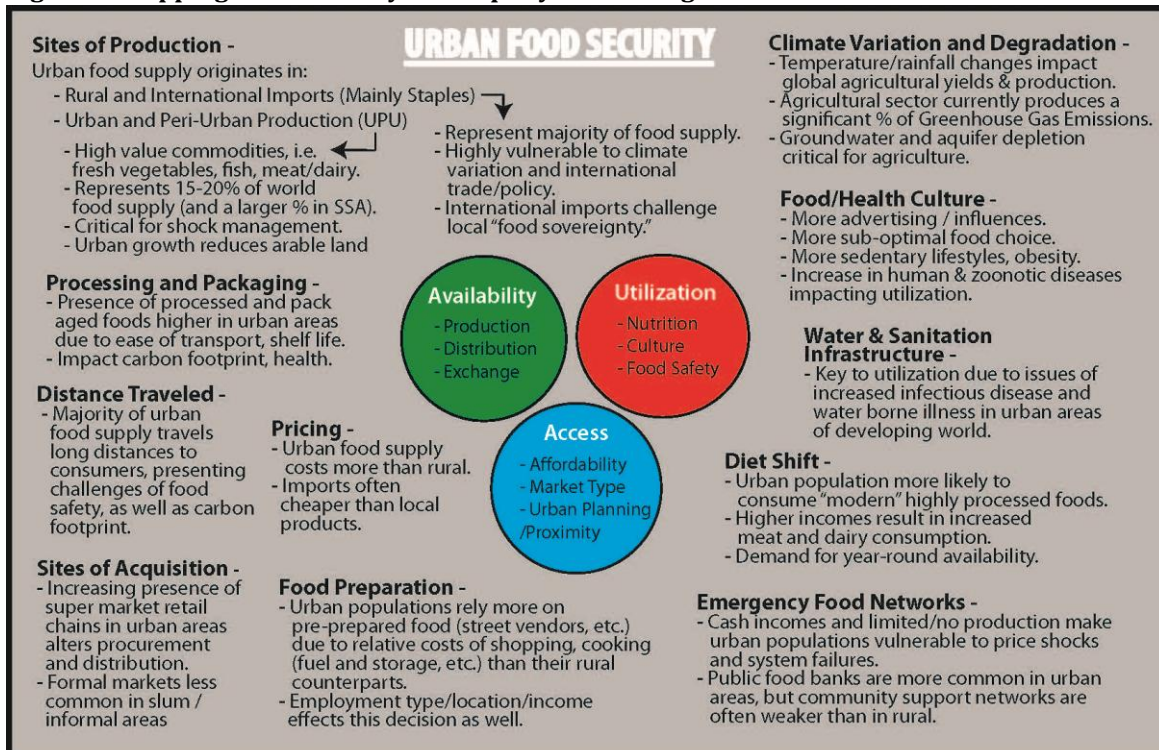 URBAN FOOD SECURITY
Sites of Production -
Urban food supply originates in:
- Rural and International Imports (Mainly Staples)
- Urban and Peri-Urban Production (UPU)
- High value commodities, i.e.
fresh vegetables, fish, meat/dairy.
- Represents 15-20% of world
food supply (and a larger % in SSA).
- Critical for shock management.
- Urban growth reduces arable land
- Represent majority of food supply.
- Highly vulnerable to climate
variation and international
trade/policy.
- International imports challenge
local "food sovereignty."
Processing and Packaging -
- Presence of processed and pack
aged foods higher in urban areas
due to ease of transport, shelf life.
- Impact carbon footprint, health.
Distance Traveled -
- Majority of urban
food supply travels
long distances to
consumers, presenting
challenges of food
safety, as well as carbon
footprint.
Pricing -
- Urban food supply
costs more than rural.
- Imports often
cheaper than local
products.
Sites of Acquisition -
- Increasing presence of
super market retail
chains in urban areas
alters procurement
and distribution.
- Formal markets less
common in slum /
informal areas
Food Preparation -
- Urban populations rely more on
pre-prepared food (street vendors, etc.)
due to relative costs of shopping, cooking
(fuel and storage, etc.) than their rural
counterparts.
- Employment type/location/income
effects this decision as well.
Availability
- Production
- Distribution
- Exchange
Utilization
- Nutrition
- Culture
- Food Safety
Access
- Affordability
- Market Type
- Urban Planning
/Proximity
Climate Variation and Degradation -
- Temperature/rainfall changes impact
global agricultural yields & production.
- Agricultural sector currently produces a
significant % of Greenhouse Gas Emissions.
- Groundwater and aquifer depletion
critical for agriculture.
Food/Health Culture -
- More advertising / influences.
- More sub-optimal food choice.
- More sedentary lifestyles, obesity.
- Increase in human & zoonotic diseases
impacting utilization.
Water & Sanitation
Infrastructure -
- Key to utilization due to issues of
increased infectious disease and
water borne illness in urban areas
of developing world.
Diet Shift -
- Urban population more likely to
consume "modern" highly processed foods.
- Higher incomes result in increased
meat and dairy consumption.
- Demand for year-round availability.
Emergency Food Networks -
- Cash incomes and limited/no production make
urban populations vulnerable to price shocks
and system failures.
- Public food banks are more common in urban
areas, but community support networks are
often weaker than in rural.